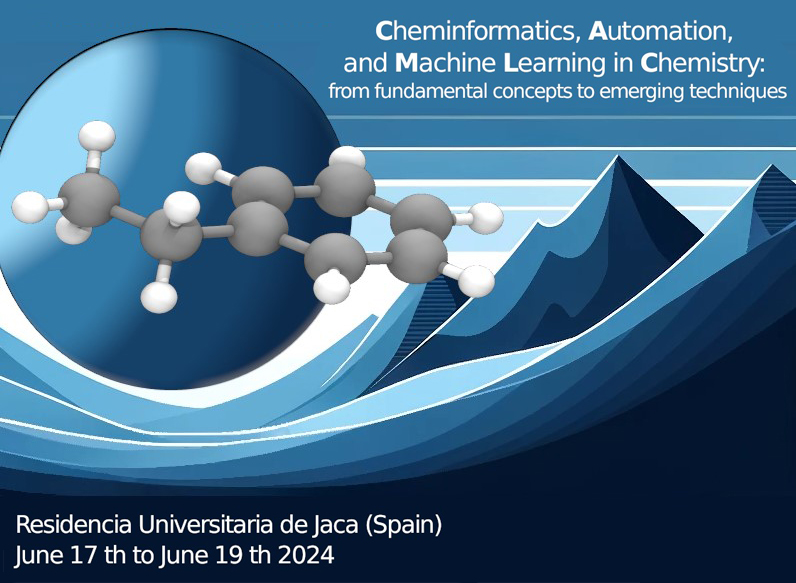 Cheminformatics, Automation,
and Machine Learning in Chemistry:
from fundamental concepts to emerging techniques
Residencia Universitaria de Jaca (Spain)
June 17 th to June 19 th 2024